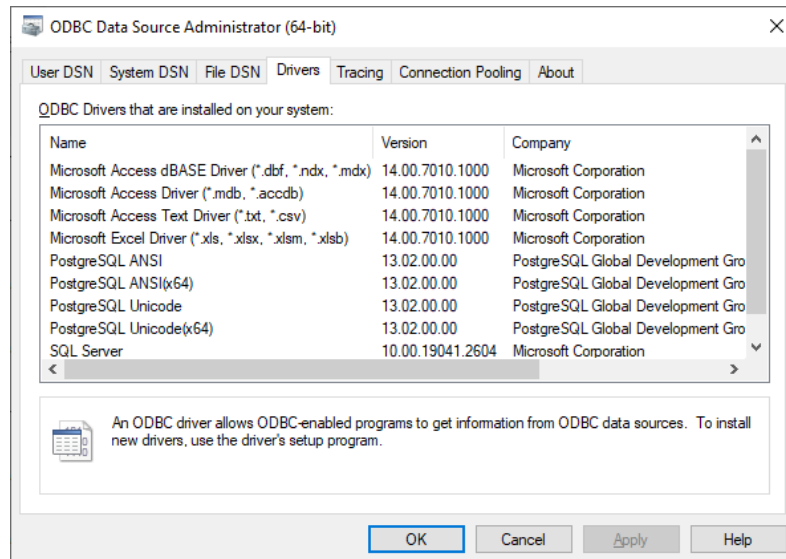 ODBC Data Source Administrator (64-bit)
User DSN System DSN File DSN Drivers Tracing Connection Pooling About
ODBC Drivers that are installed on your system:
Name Version Company
Microsoft Access dBASE Driver (*.dbf, *.ndx, *.mdx) 14.00.7010.1000 Microsoft Corporation
Microsoft Access Driver (*.mdb, *.accdb) 14.00.7010.1000 Microsoft Corporation
Microsoft Access Text Driver (*.txt, *.csv) 14.00.7010.1000 Microsoft Corporation
Microsoft Excel Driver (*.xls, *.xlsx, *.xlsm, *.xlsb) 14.00.7010.1000 Microsoft Corporation
PostgreSQL ANSI 13.02.00.00 PostgreSQL Global Development Gro
PostgreSQL ANSI(x64) 13.02.00.00 PostgreSQL Global Development Gro
PostgreSQL Unicode 13.02.00.00 PostgreSQL Global Development Gro
PostgreSQL Unicode(x64) 13.02.00.00 PostgreSQL Global Development Gro
SQL Server 10.00.19041.2604 Microsoft Corporation
An ODBC driver allows ODBC-enabled programs to get information from ODBC data sources. To install
new drivers, use the driver's setup program.
OK Cancel Apply Help